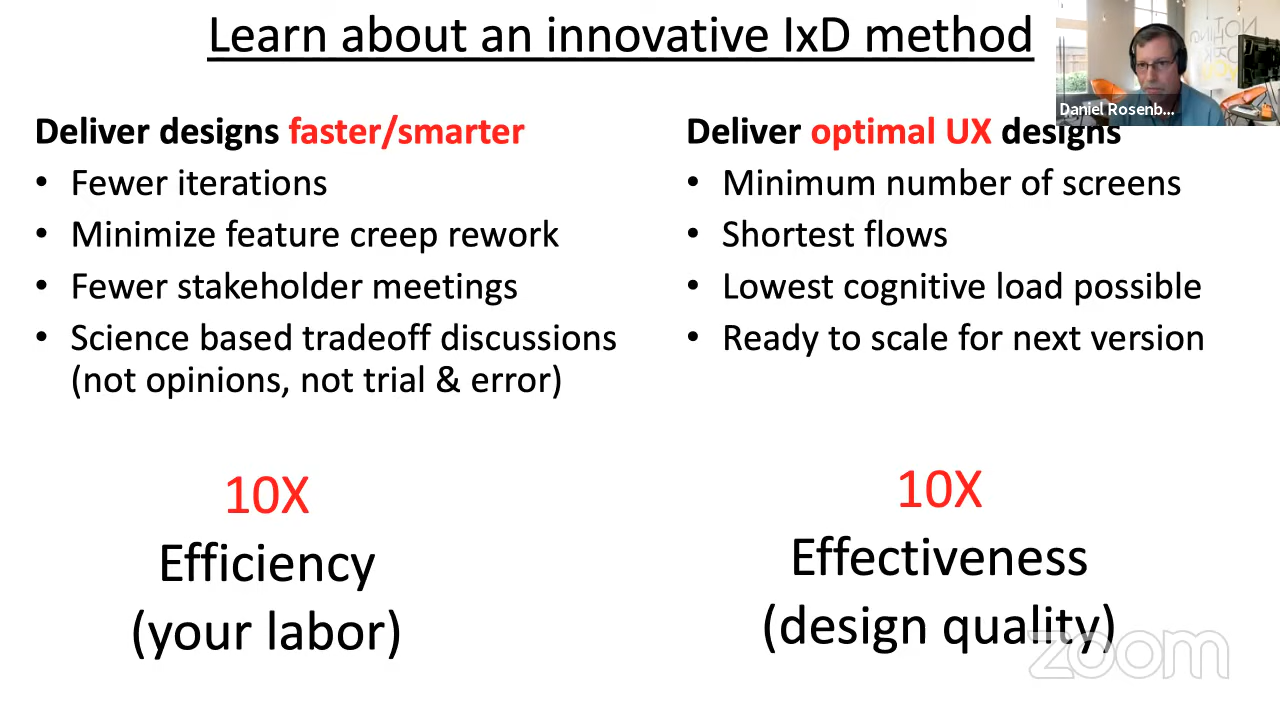 Learn about an innovative IxD method
Daniel Rosenb...
Deliver designs faster/smarter
• Fewer iterations
• Minimize feature creep rework
• Fewer stakeholder meetings
• Science based tradeoff discussions
(not opinions, not trial & error)
10X
Efficiency
(your labor)
Deliver optimal UX designs
• Minimum number of screens
• Shortest flows
• Lowest cognitive load possible
• Ready to scale for next version
10X
Effectiveness
(design quality)
zoom